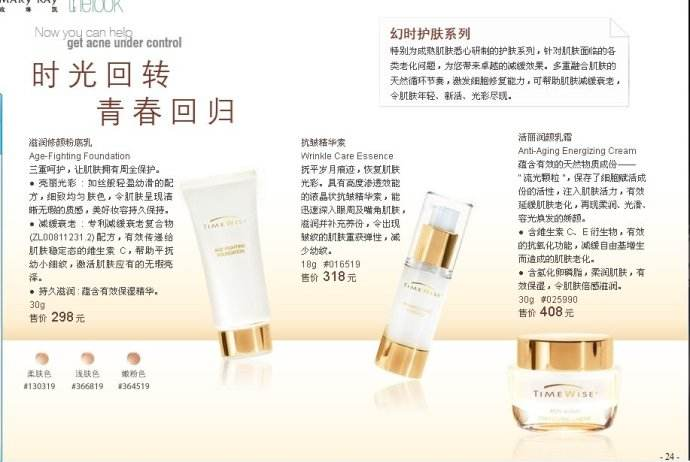 MARY KAY
thelook
玫琳凯
Now you can help
get acne under control
时光回转
青春回归
幻时护肤系列
特别为成熟肌肤悉心研制的护肤系列，针对肌肤面临的各
类老化问题，为您带来卓越的减缓效果。多重融合肌肤的
天然循环节奏，激发细胞修复能力，可帮助肌肤减缓衰老，
令肌肤年轻、新活、光彩尽现。
滋润修颜粉底乳
Age-Fighting Foundation
三重呵护，让肌肤拥有周全保护。
● 亮丽光彩：如丝般轻盈幼滑的配
方，细致均匀肤色，令肌肤呈现清
晰无瑕的质感，美好妆容持久保持。
● 减缓衰老：专利减缓衰老复合物
(ZL00811231.2) 配方，有效传递给
肌肤稳定态的维生素 C，帮助平抚
幼小细纹，激活肌肤应有的无瑕亮
泽。
● 持久滋润：蕴含有效保湿精华。
30g
售价 298 元
柔肤色
#130319
浅肤色
#366819
嫩粉色
#364519
抗皱精华素
Wrinkle Care Essence
抚平岁月痕迹，恢复肌肤
光彩。具有高度渗透效能
的液晶状抗皱精华素，能
迅速深入眼周及嘴角肌肤，
滋润并补充养份，令出现
皱纹的肌肤重获弹性，减
少幼纹。
18g #016519
售价 318 元
活丽润颜乳霜
Anti-Aging Energizing Cream
蕴含有效的天然物质成份——
“流光颗粒”，保存了细胞赋活成
份的活性，注入肌肤活力，有效
延缓肌肤老化，再现柔润、光滑、
容光焕发的娇颜。
● 含维生素 C、E 衍生物，有效
的抗氧化功能，减缓自由基增生
而造成的肌肤老化。
● 含氢化卵磷脂，柔润肌肤，有
效保湿，令肌肤倍感滋润。
30g #025990
售价 408 元
TIMEWISE
AGE-FIGHTING
FOUNDATION
TIMEWISE
TIMEWISE
- 24 -